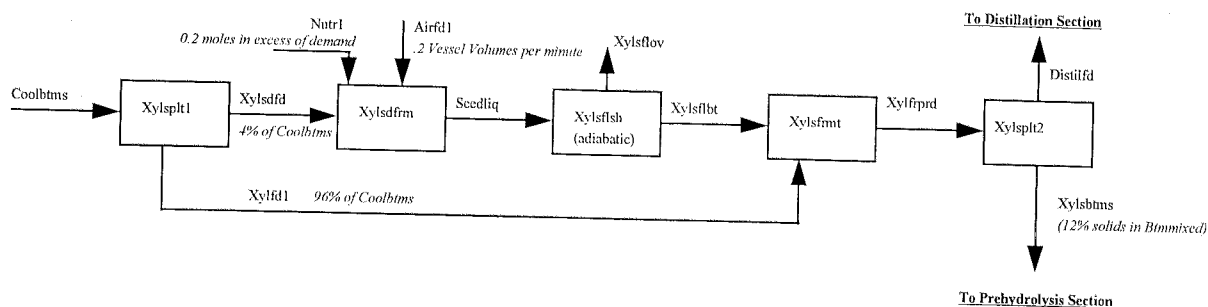 To Distillation Section
Nutr1
0.2 moles in excess of demand
Airfd1
.2 Vessel Volumes per minute
Xylsflov
Distilfd
Coolbtms
Xylsplt1
Xylsdfd
4% of Coolbtms
Xylsdfrm
Seedliq
Xylsflsh
(adiabatic)
Xylsflbt
Xylsfrmt
Xylfrprd
Xylsplt2
Xylfd1 96% of Coolbtms
Xylsbtms
(12% solids in Btmmixed)
To Prehydrolysis Section